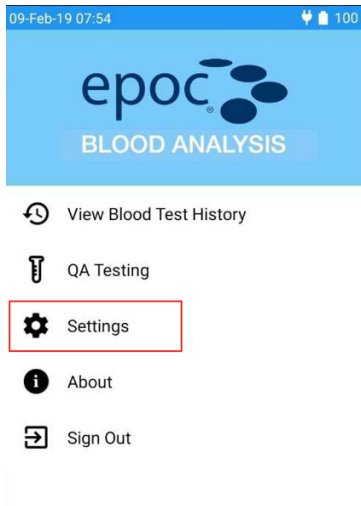 09-Feb-19 07:54 100
epoc®
BLOOD ANALYSIS
View Blood Test History
QA Testing
Settings
About
Sign Out